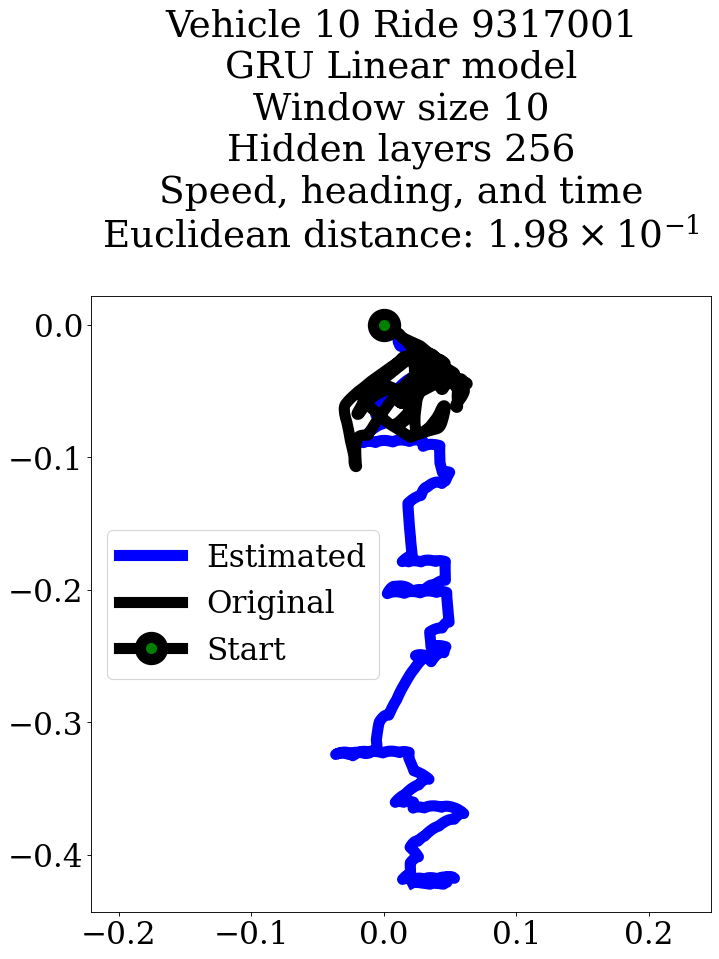 Vehicle 10 Ride 9317001
GRU Linear model
Window size 10
Hidden layers 256
Speed, heading, and time
Euclidean distance: 1.98 × 10⁻¹
0.0
−0.1
−0.2
−0.3
−0.4
Estimated
Original
Start
−0.2 −0.1 0.0 0.1 0.2